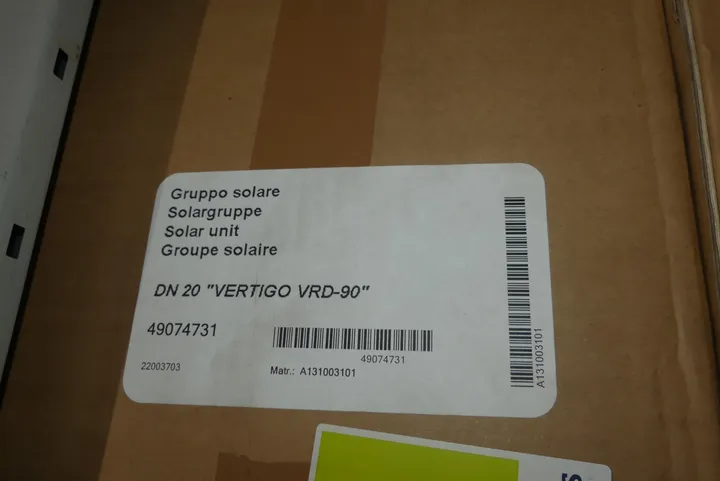 Gruppo solare
Solargruppe
Solar unit
Groupe solaire
DN 20 "VERTIGO VRD-90"
49074731
49074731
22003703
Matr.: A131003101
A131003101